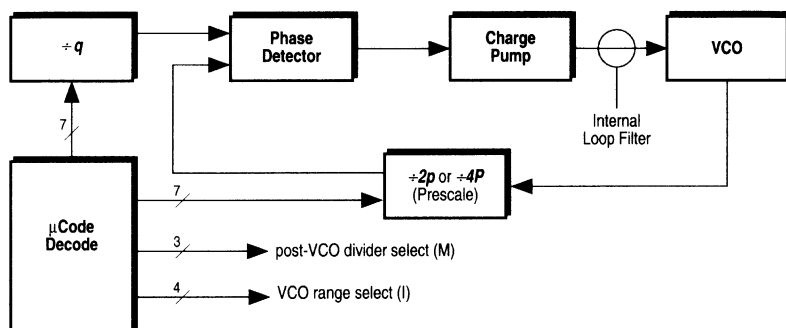 ÷ q
Phase
Detector
Charge
Pump
VCO
Internal
Loop Filter
7
÷2p or ÷4P
(Prescale)
μCode
Decode
7
3
post-VCO divider select (M)
4
VCO range select (I)